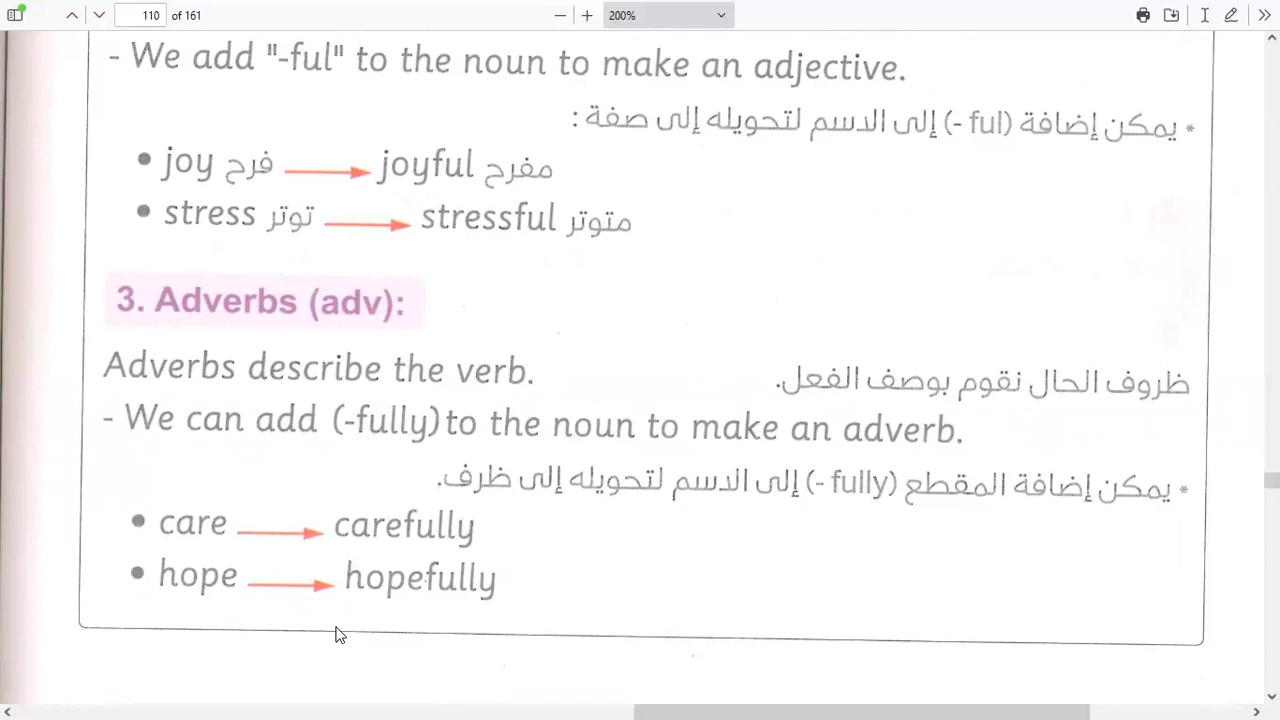 110 of 161
200%
- We add "-ful" to the noun to make an adjective.
* يمكن إضافة (ful -) إلى الاسم لتحويله إلى صفة :
• joy فرح → joyful مفرح
• stress توتر → stressful متوتر
3. Adverbs (adv):
Adverbs describe the verb. ظروف الحال نقوم بوصف الفعل.
- We can add (-fully) to the noun to make an adverb.
* يمكن إضافة المقطع (fully -) إلى الاسم لتحويله إلى ظرف.
• care → carefully
• hope → hopefully